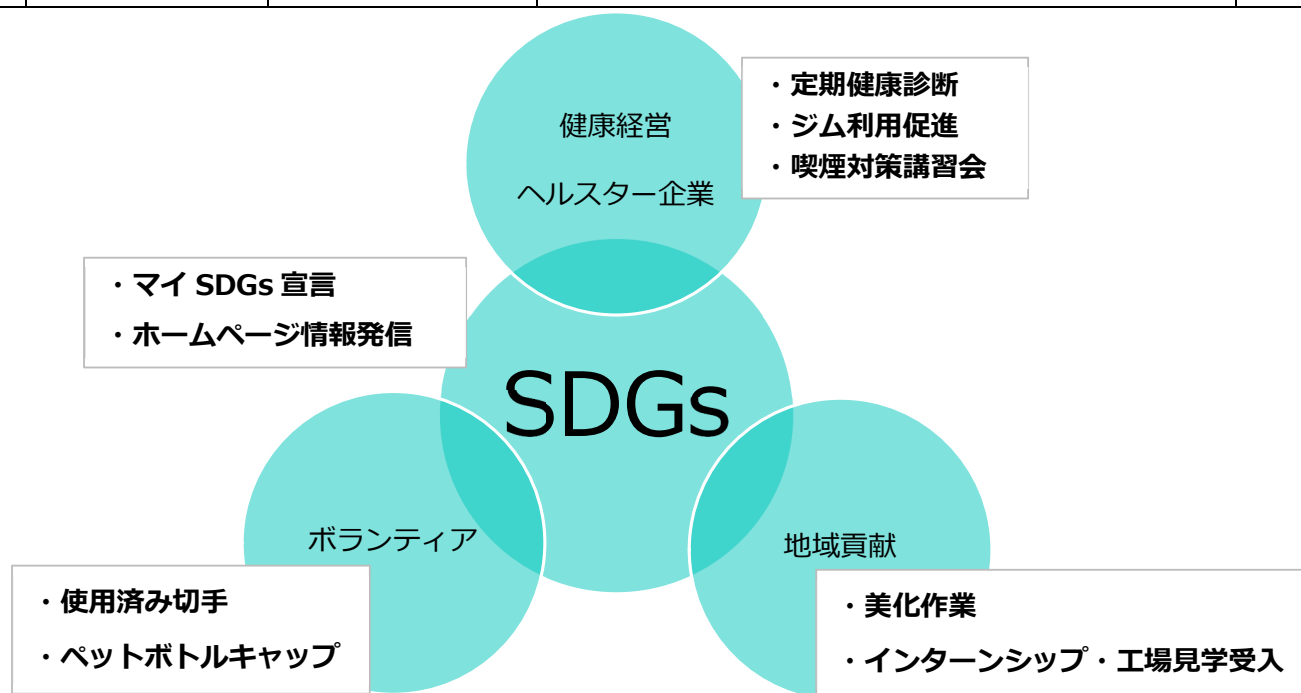 健康経営
ヘルスター企業
・定期健康診断
・ジム利用促進
・喫煙対策講習会
・マイ SDGs 宣言
・ホームページ情報発信
SDGs
ボランティア
・使用済み切手
・ペットボトルキャップ
地域貢献
・美化作業
・インターンシップ・工場見学受入